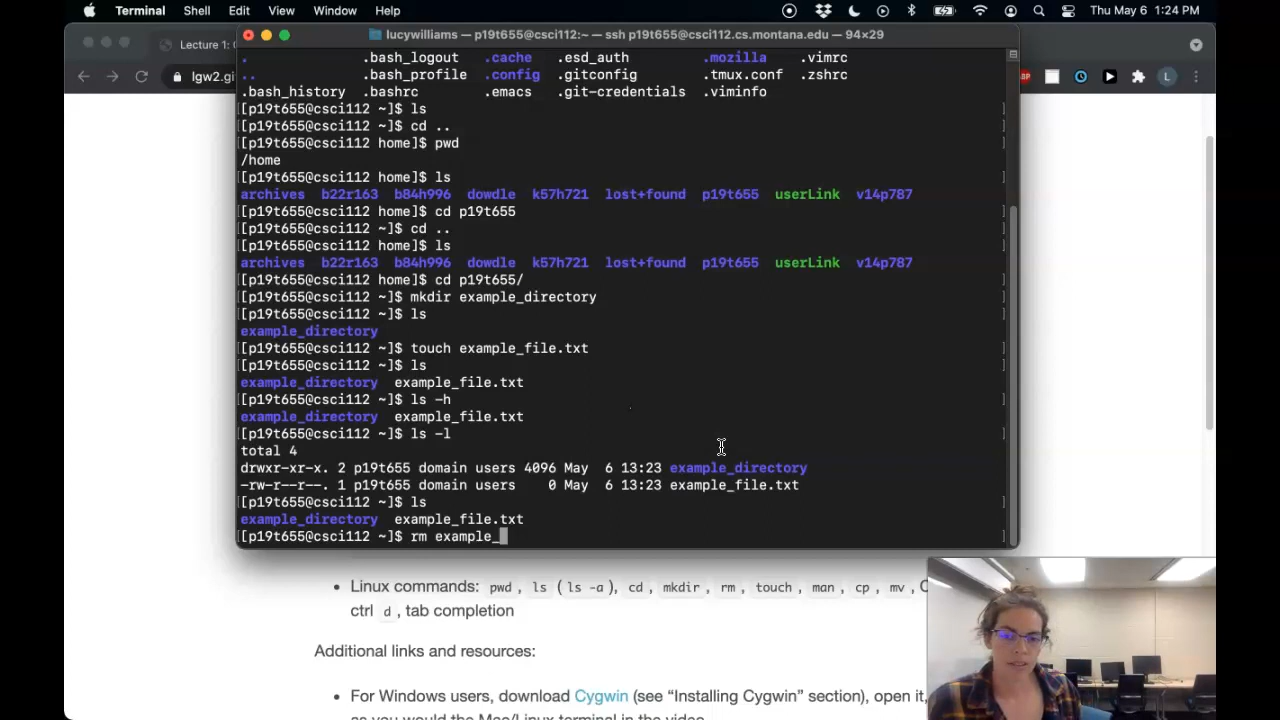 Terminal Shell Edit View Window Help Thu May 6 1:24 PM
lucywilliams — p19t655@csci112:~ — ssh p19t655@csci112.cs.montana.edu — 94×29
Lecture 1:
lgw2.gi
L
. .bash_logout .cache .esd_auth .mozilla .vimrc
.. .bash_profile .config .gitconfig .tmux.conf .zshrc
.bash_history .bashrc .emacs .git-credentials .viminfo
[[p19t655@csci112 ~]$ ls ]
[[p19t655@csci112 ~]$ cd .. ]
[[p19t655@csci112 home]$ pwd ]
/home
[[p19t655@csci112 home]$ ls ]
archives b22r163 b84h996 dowdle k57h721 lost+found p19t655 userLink v14p787
[[p19t655@csci112 home]$ cd p19t655 ]
[[p19t655@csci112 ~]$ cd .. ]
[[p19t655@csci112 home]$ ls ]
archives b22r163 b84h996 dowdle k57h721 lost+found p19t655 userLink v14p787
[[p19t655@csci112 home]$ cd p19t655/ ]
[[p19t655@csci112 ~]$ mkdir example_directory ]
[[p19t655@csci112 ~]$ ls ]
example_directory
[[p19t655@csci112 ~]$ touch example_file.txt ]
[[p19t655@csci112 ~]$ ls ]
example_directory example_file.txt
[[p19t655@csci112 ~]$ ls -h ]
example_directory example_file.txt
[[p19t655@csci112 ~]$ ls -l ]
total 4
drwxr-xr-x. 2 p19t655 domain users 4096 May 6 13:23 example_directory
-rw-r--r--. 1 p19t655 domain users 0 May 6 13:23 example_file.txt
[[p19t655@csci112 ~]$ ls ]
example_directory example_file.txt
[[p19t655@csci112 ~]$ rm example_ ]
• Linux commands: pwd, ls (ls -a), cd, mkdir, rm, touch, man, cp, mv,
ctrl d, tab completion
Additional links and resources:
• For Windows users, download Cygwin (see “Installing Cygwin” section), open it,
as you would the Mac/Linux terminal in the video.